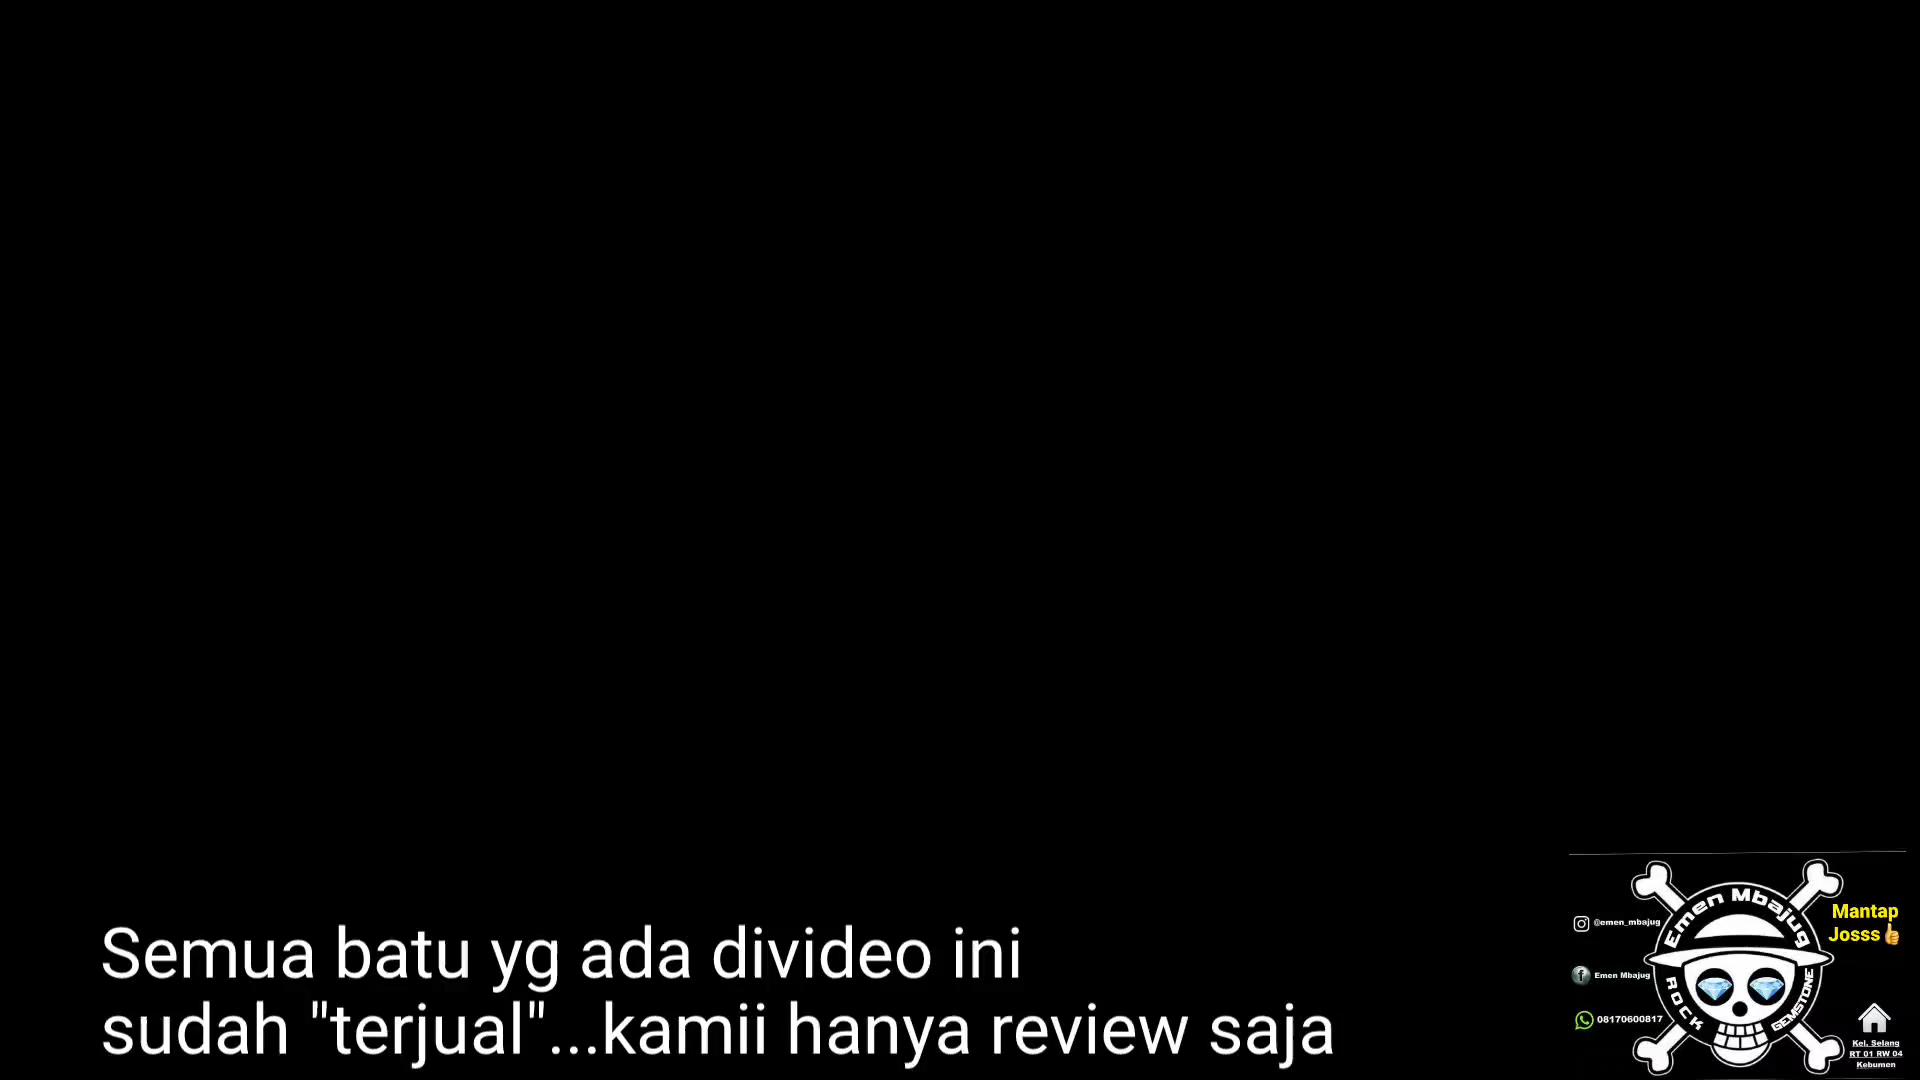 Semua batu yg ada divideo ini
sudah "terjual"...kamii hanya review saja
@emen_mbajug
Emen Mbajug
08170600817
Emen Mbajug
ROCK GEMSTONE
Mantap
Josss👍
Kel. Selang
RT 01 RW 04
Kebumen